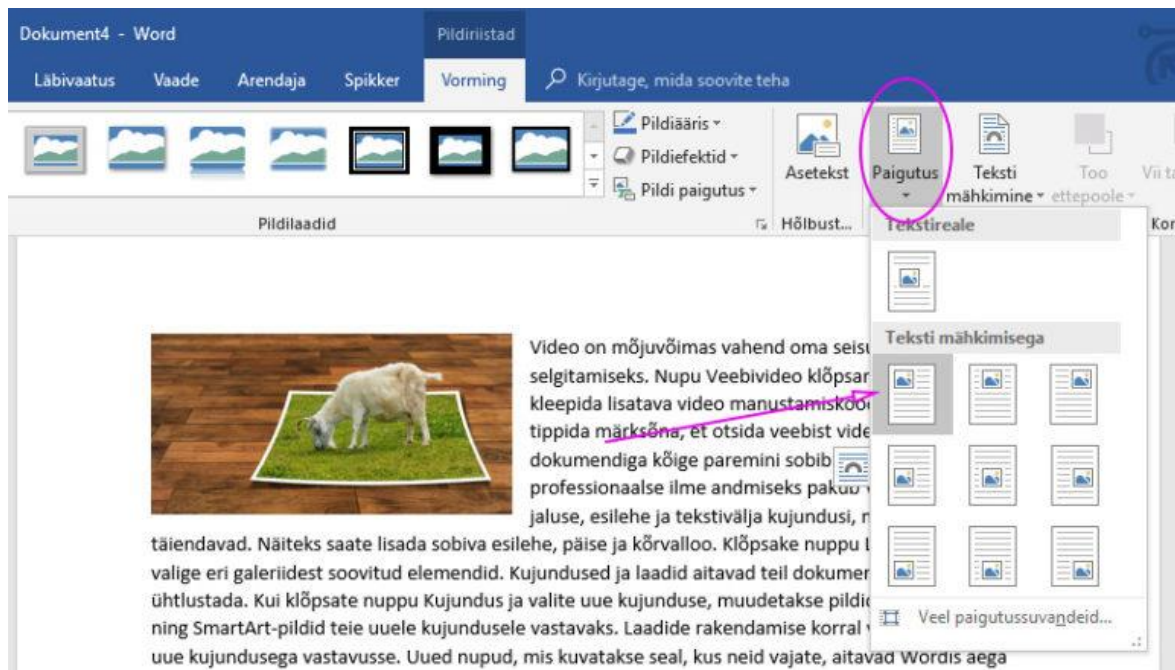 Dokument4 - Word
Pildiriistad
Läbivaatus Vaade Arendaja Spikker Vorming Kirjutage, mida soovite teha
Pildiääris
Pildiefektid
Pildi paigutus
Asetekst
Paigutus
Teksti
mähkimine
Too
ettepoole
Vii ta
Pildilaadid
Hõlbust...
Kor
Tekstireale
Teksti mähkimisega
Veel paigutussuvandeid...
Video on mõjuvõimas vahend oma seisu
selgitamiseks. Nupu Veebivideo klõpsar
kleepida lisatava video manustamiskood
tippida märksõna, et otsida veebist vide
dokumendiga kõige paremini sobib
professionaalse ilme andmiseks pakub
jaluse, esilehe ja tekstivälja kujundusi,
täiendavad. Näiteks saate lisada sobiva esilehe, päise ja kõrvalloo. Klõpsake nuppu
valige eri galeriidest soovitud elemendid. Kujundused ja laadid aitavad teil dokumer
ühtlustada. Kui klõpsate nuppu Kujundus ja valite uue kujunduse, muudetakse pildid
ning SmartArt-pildid teie uuele kujundusele vastavaks. Laadide rakendamise korral
uue kujundusega vastavusse. Uued nupud, mis kuvatakse seal, kus neid vajate, aitavad Wordis aega